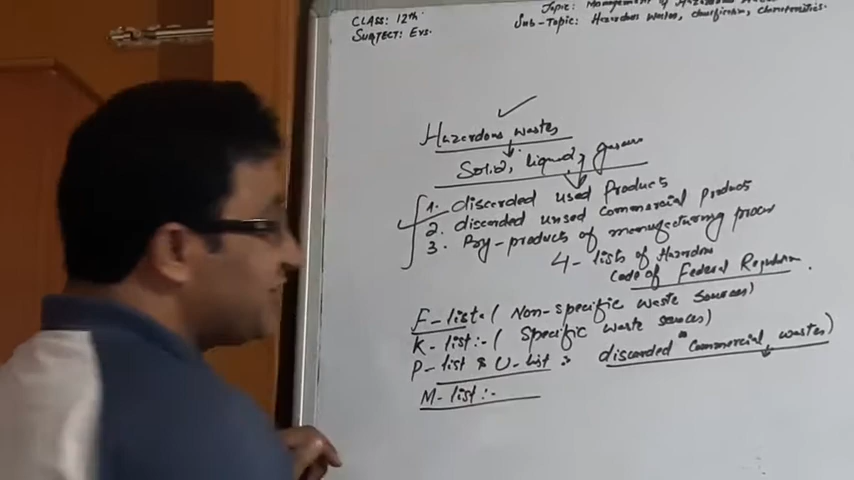 CLASS: 12th
SUBJECT: Evs.
Topic: Management of Hazardous
Sub-Topic: Hazardous Wastes, classification, characteristics.
Hazardous wastes
Solid, liquid, gaseous
1. discarded used Products
2. discarded unused commercial products
3. By-products of manufacturing process
4- lists of Hazardous
Code of Federal Regulation
F-list:- (Non-specific waste sources)
K-list:- (Specific waste sources)
P-list & U-list: discarded commercial wastes)
M-list:-